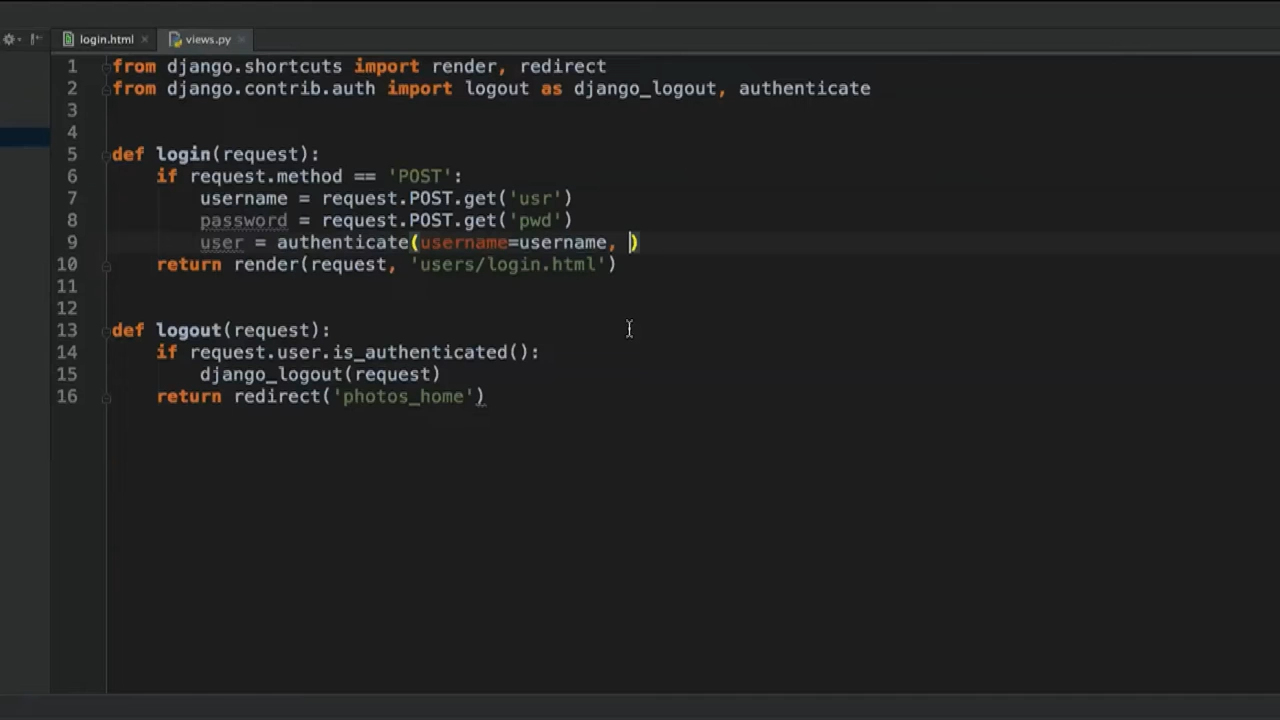 login.html views.py
1 from django.shortcuts import render, redirect
2 from django.contrib.auth import logout as django_logout, authenticate
3
4
5 def login(request):
6     if request.method == 'POST':
7         username = request.POST.get('usr')
8         password = request.POST.get('pwd')
9         user = authenticate(username=username, )
10     return render(request, 'users/login.html')
11
12
13 def logout(request):
14     if request.user.is_authenticated():
15         django_logout(request)
16     return redirect('photos_home')